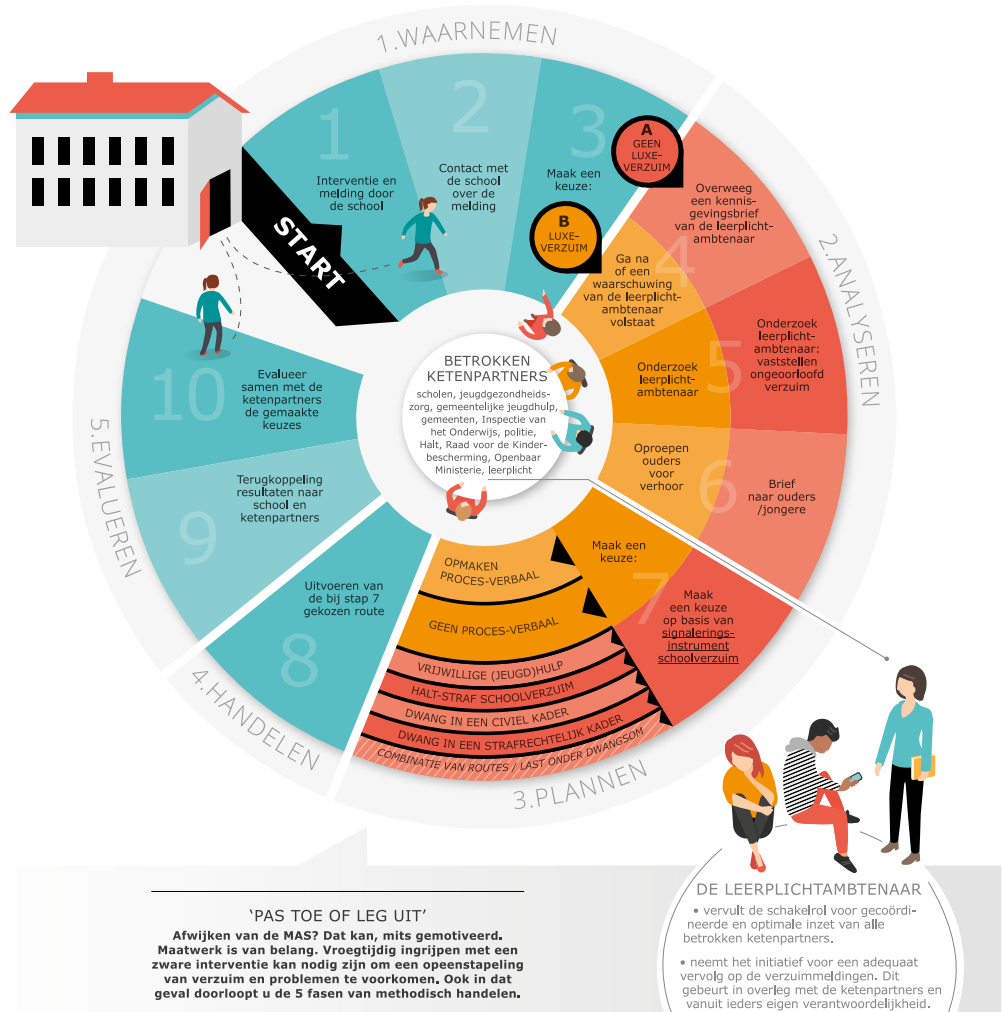 1.WAARNEMEN
1
Interventie en
melding door
de school
2
Contact met
de school
over de
melding
3
Maak een
keuze:
A
GEEN
LUXE-
VERZUIM
B
LUXE-
VERZUIM
START
2.ANALYSEREN
4
Overweeg
een kennis-
gevingsbrief
van de leerplicht-
ambtenaar
Ga na
of een
waarschuwing
van de leerplicht-
ambtenaar
volstaat
5
Onderzoek
leerplicht-
ambtenaar:
vaststellen
ongeoorloofd
verzuim
Onderzoek
leerplicht-
ambtenaar
6
Oproepen
ouders
voor
verhoor
Brief
naar ouders
/jongere
BETROKKEN
KETENPARTNERS
scholen, jeugdgezondheids-
zorg, gemeentelijke jeugdhulp,
gemeenten, Inspectie van
het Onderwijs, politie,
Halt, Raad voor de Kinder-
bescherming, Openbaar
Ministerie, leerplicht
3.PLANNEN
7
Maak een
keuze:
Maak
een keuze
op basis van
signalerings-
instrument
schoolverzuim
OPMAKEN
PROCES-VERBAAL
GEEN PROCES-VERBAAL
VRIJWILLIGE (JEUGD)HULP
HALT-STRAF SCHOOLVERZUIM
DWANG IN EEN CIVIEL KADER
DWANG IN EEN STRAFRECHTELIJK KADER
COMBINATIE VAN ROUTES / LAST ONDER DWANGSOM
4.HANDELEN
8
Uitvoeren van
de bij stap 7
gekozen route
5.EVALUEREN
9
Terugkoppeling
resultaten naar
school en
ketenpartners
10
Evalueer
samen met de
ketenpartners
de gemaakte
keuzes
'PAS TOE OF LEG UIT'
Afwijken van de MAS? Dat kan, mits gemotiveerd.
Maatwerk is van belang. Vroegtijdig ingrijpen met een
zware interventie kan nodig zijn om een opeenstapeling
van verzuim en problemen te voorkomen. Ook in dat
geval doorloopt u de 5 fasen van methodisch handelen.
DE LEERPLICHTAMBTENAAR
• vervult de schakelrol voor gecoördi-
neerde en optimale inzet van alle
betrokken ketenpartners.
• neemt het initiatief voor een adequaat
vervolg op de verzuimmeldingen. Dit
gebeurt in overleg met de ketenpartners en
vanuit ieders eigen verantwoordelijkheid.